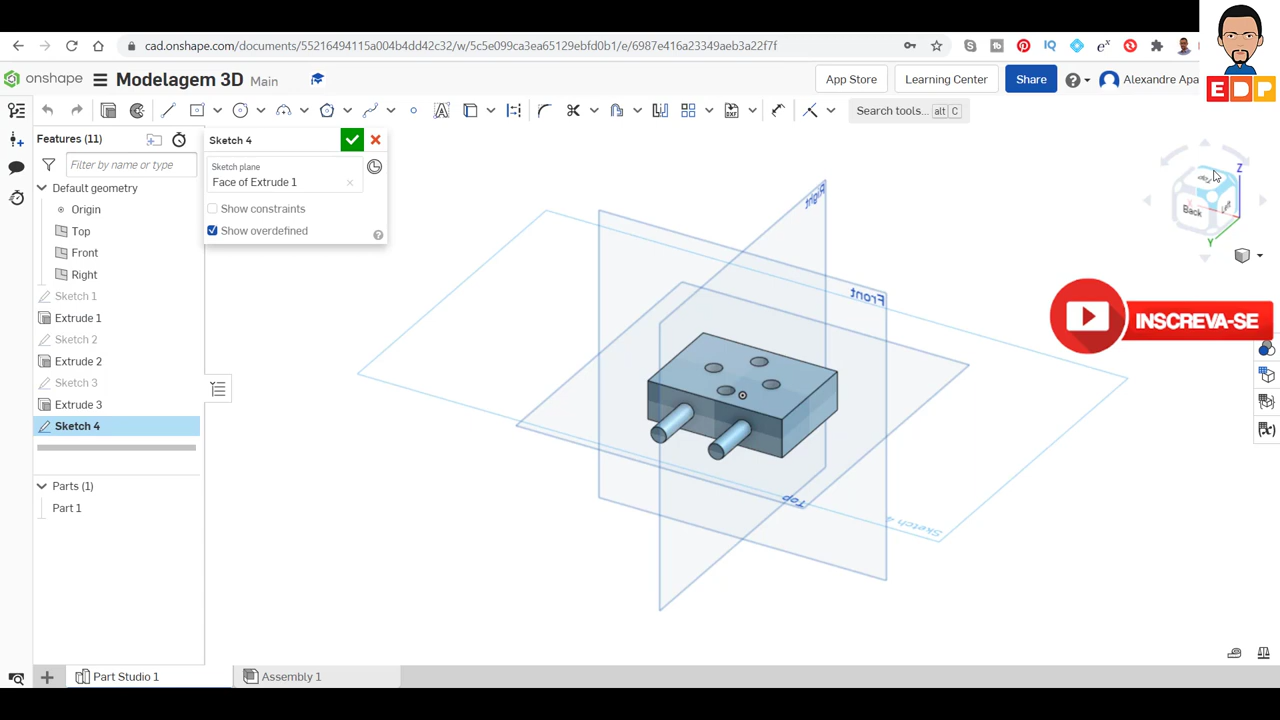 cad.onshape.com/documents/55216494115a004b4dd42c32/w/5c5e099ca3ea65129ebfd0b1/e/6987e416a23349aeb3a22f7f
EDP
onshape
Modelagem 3D Main
App Store
Learning Center
Share
Alexandre Apa
Search tools... alt C
Features (11)
Filter by name or type
Default geometry
Origin
Top
Front
Right
Sketch 1
Extrude 1
Sketch 2
Extrude 2
Sketch 3
Extrude 3
Sketch 4
Parts (1)
Part 1
Sketch 4
Sketch plane
Face of Extrude 1
Show constraints
Show overdefined
Right
Front
Top
Sketch 4
Z
Back
Left
X
Y
INSCREVA-SE
Part Studio 1
Assembly 1